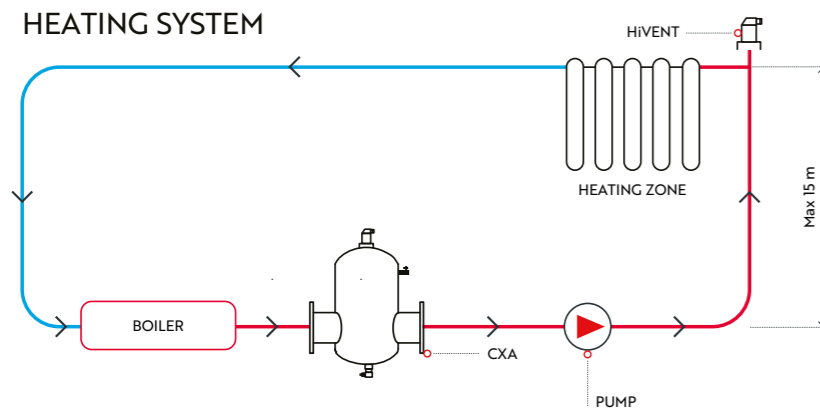 HEATING SYSTEM
HiVENT
HEATING ZONE
Max 15 m
BOILER
CXA
PUMP